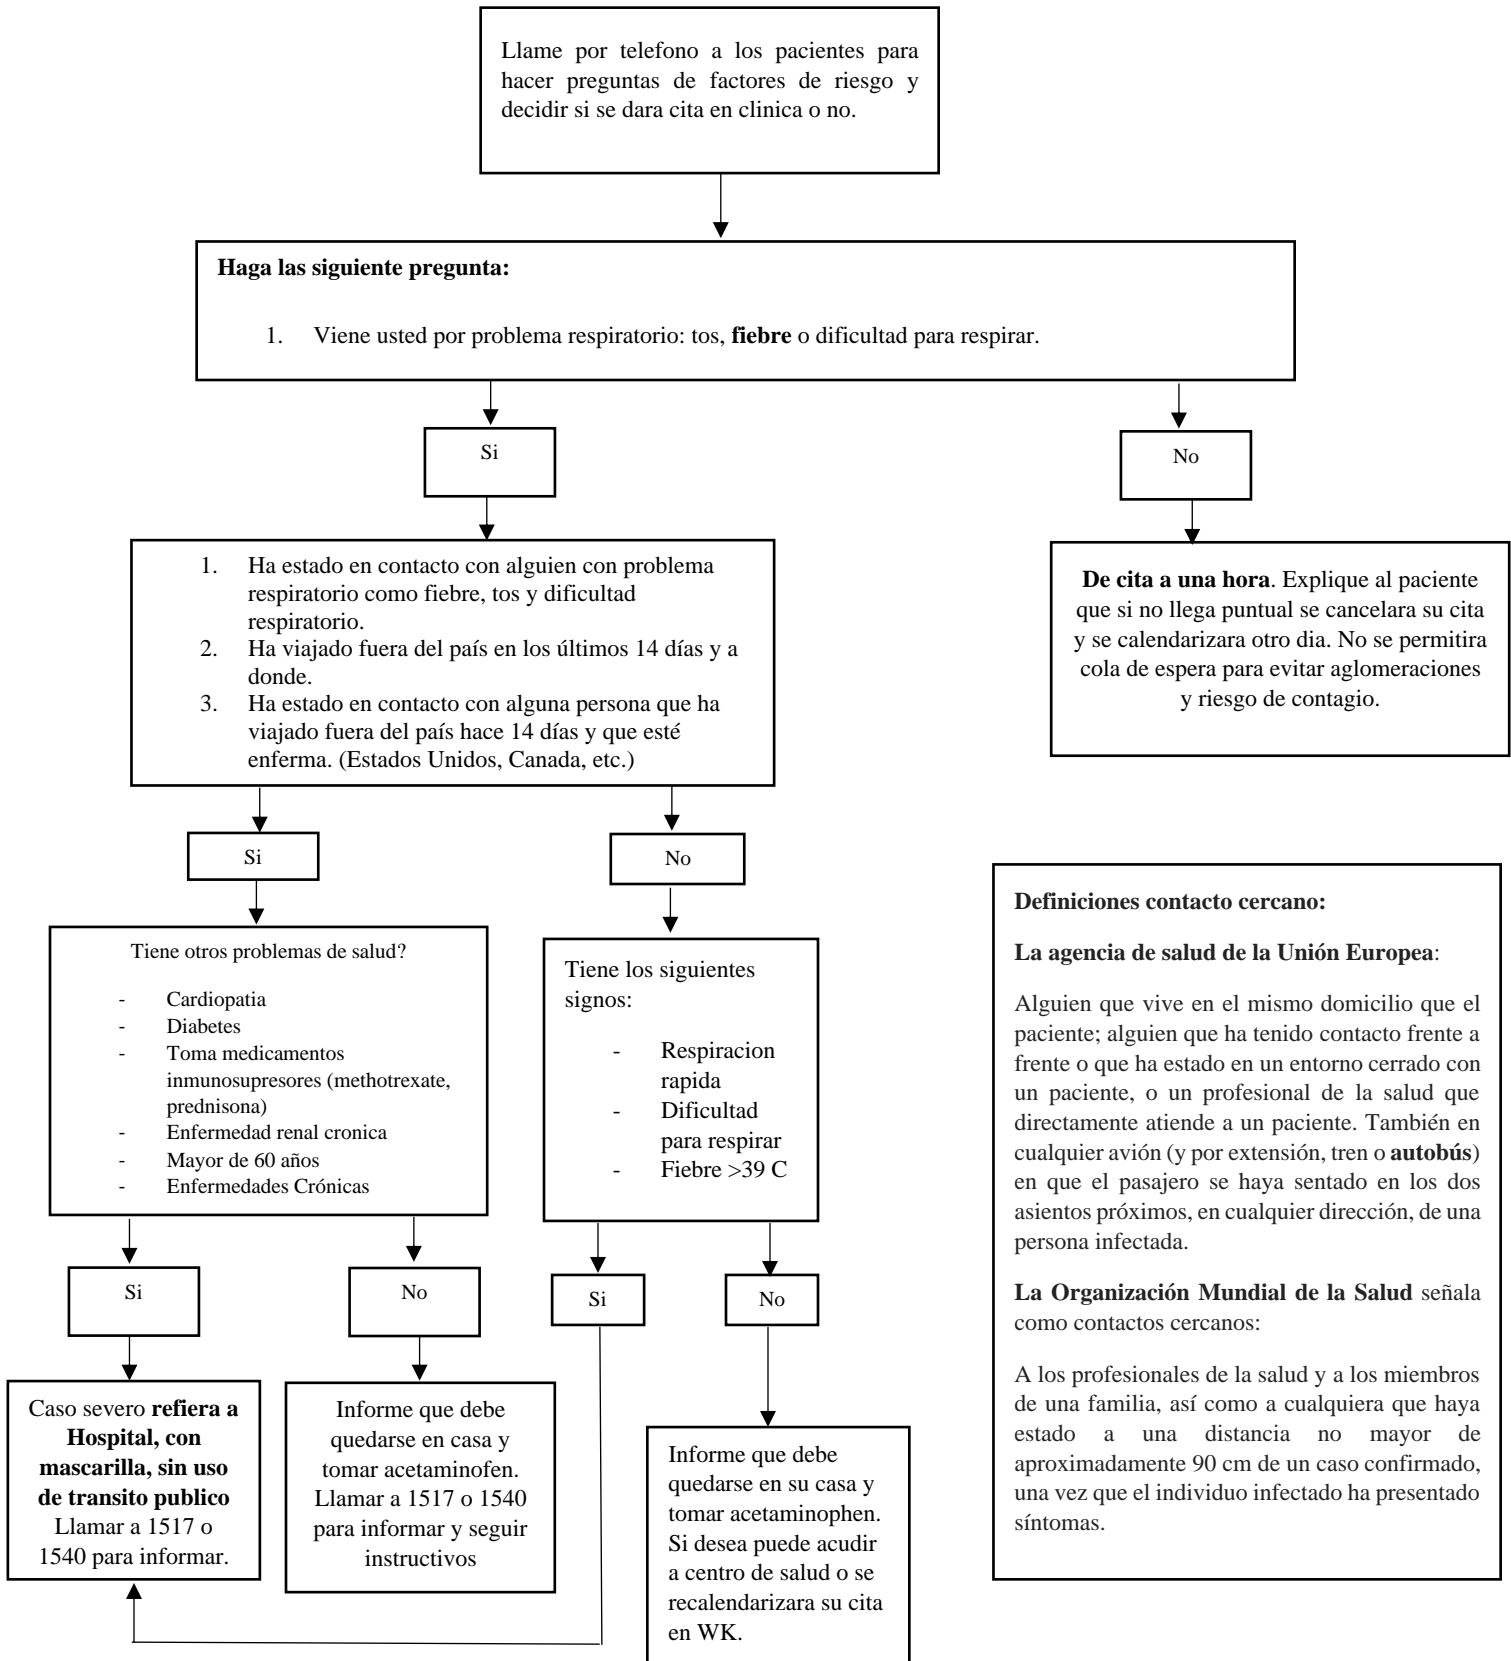 Llame por telefono a los pacientes para
hacer preguntas de factores de riesgo y
decidir si se dara cita en clinica o no.
Haga las siguiente pregunta:
1. Viene usted por problema respiratorio: tos, fiebre o dificultad para respirar.
Si
No
1. Ha estado en contacto con alguien con problema
respiratorio como fiebre, tos y dificultad
respiratorio.
2. Ha viajado fuera del país en los últimos 14 días y a
donde.
3. Ha estado en contacto con alguna persona que ha
viajado fuera del país hace 14 días y que esté
enferma. (Estados Unidos, Canada, etc.)
De cita a una hora. Explique al paciente
que si no llega puntual se cancelara su cita
y se calendarizara otro dia. No se permitira
cola de espera para evitar aglomeraciones
y riesgo de contagio.
Si
No
Tiene otros problemas de salud?
- Cardiopatia
- Diabetes
- Toma medicamentos
inmunosupresores (methotrexate,
prednisona)
- Enfermedad renal cronica
- Mayor de 60 años
- Enfermedades Crónicas
Tiene los siguientes
signos:
- Respiracion
rapida
- Dificultad
para respirar
- Fiebre >39 C
Si
No
Si
No
Caso severo refiera a
Hospital, con
mascarilla, sin uso
de transito publico
Llamar a 1517 o
1540 para informar.
Informe que debe
quedarse en casa y
tomar acetaminofen.
Llamar a 1517 o 1540
para informar y seguir
instructivos
Informe que debe
quedarse en su casa y
tomar acetaminophen.
Si desea puede acudir
a centro de salud o se
recalendarizara su cita
en WK.
Definiciones contacto cercano:
La agencia de salud de la Unión Europea:
Alguien que vive en el mismo domicilio que el
paciente; alguien que ha tenido contacto frente a
frente o que ha estado en un entorno cerrado con
un paciente, o un profesional de la salud que
directamente atiende a un paciente. También en
cualquier avión (y por extensión, tren o autobús)
en que el pasajero se haya sentado en los dos
asientos próximos, en cualquier dirección, de una
persona infectada.
La Organización Mundial de la Salud señala
como contactos cercanos:
A los profesionales de la salud y a los miembros
de una familia, así como a cualquiera que haya
estado a una distancia no mayor de
aproximadamente 90 cm de un caso confirmado,
una vez que el individuo infectado ha presentado
síntomas.